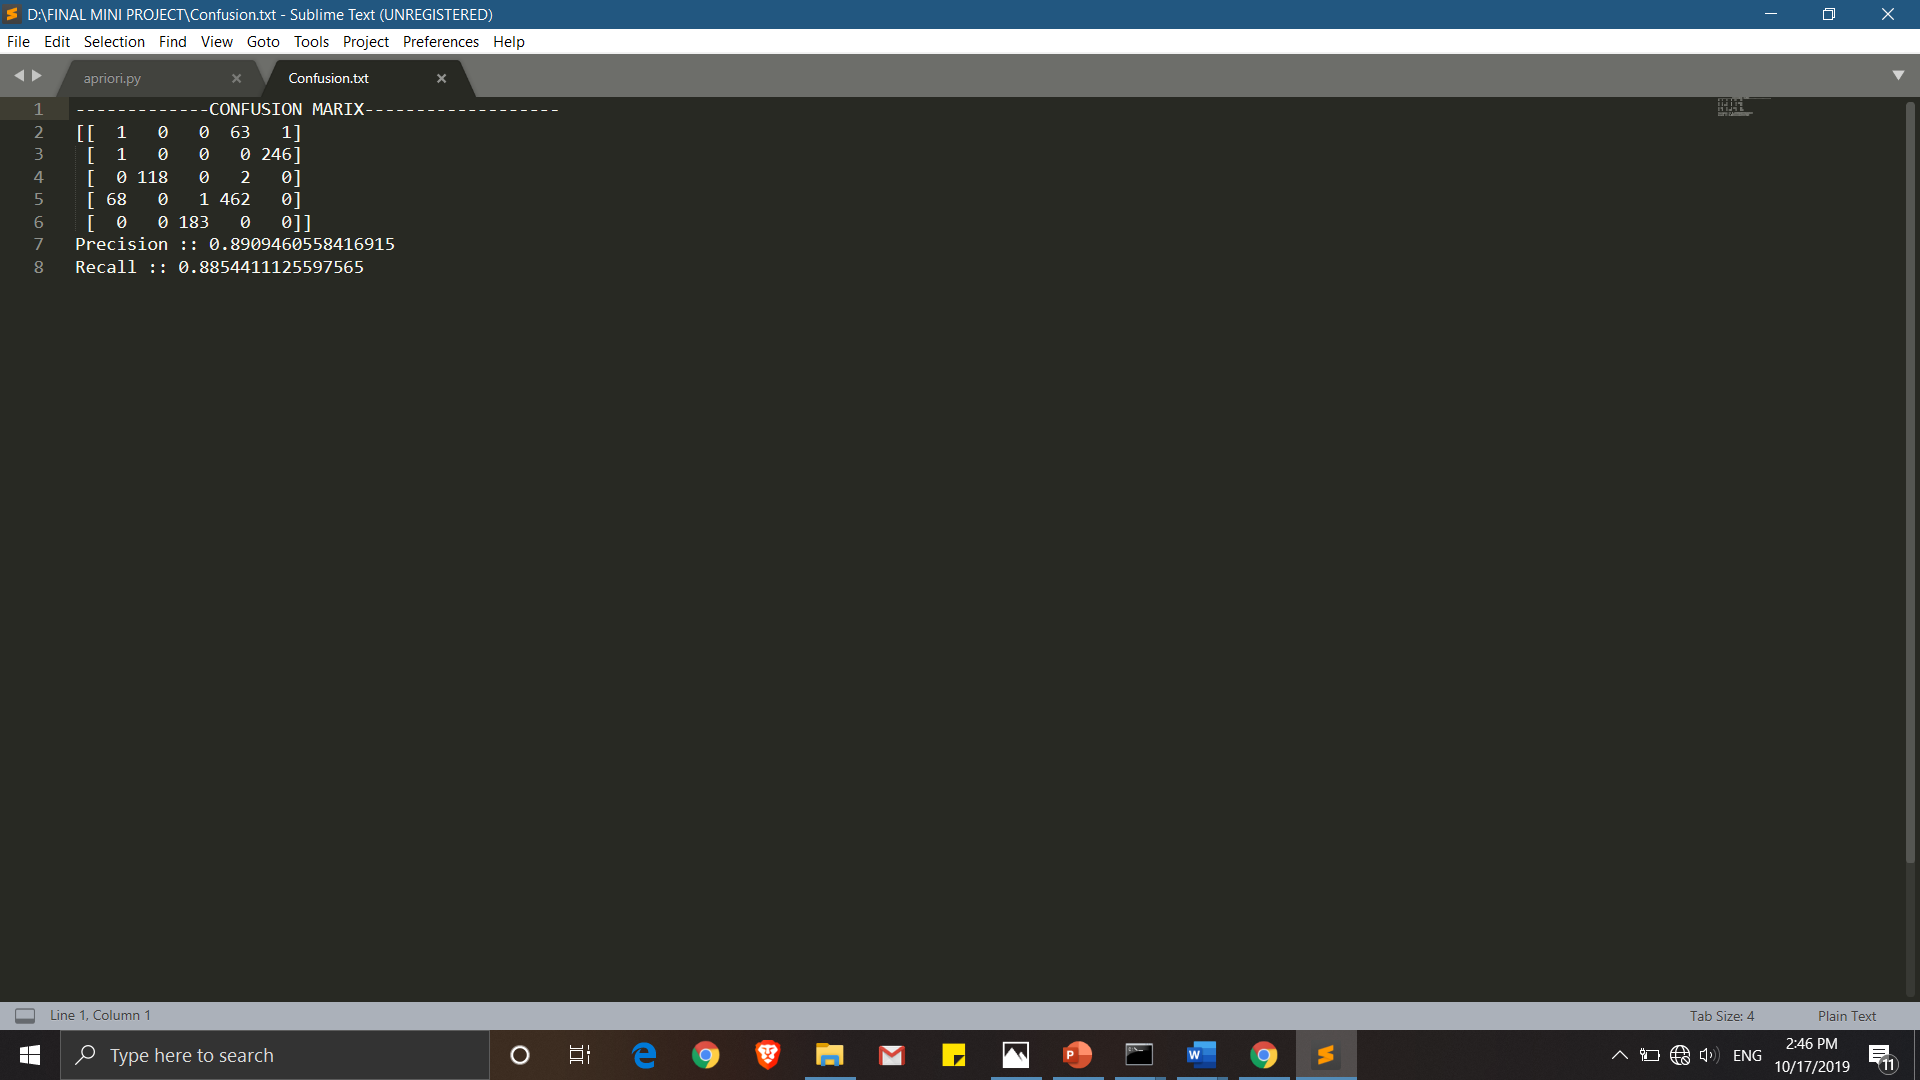 D:\FINAL MINI PROJECT\Confusion.txt - Sublime Text (UNREGISTERED)
File Edit Selection Find View Goto Tools Project Preferences Help
apriori.py Confusion.txt
1 -------------CONFUSION MARIX-------------------
2 [[  1   0   0  63   1]
3 [  1   0   0   0 246]
4 [  0 118   0   2   0]
5 [ 68   0   1 462   0]
6 [  0   0 183   0   0]]
7 Precision :: 0.8909460558416915
8 Recall :: 0.8854411125597565
Line 1, Column 1 Tab Size: 4 Plain Text
Type here to search ENG 2:46 PM
10/17/2019 11